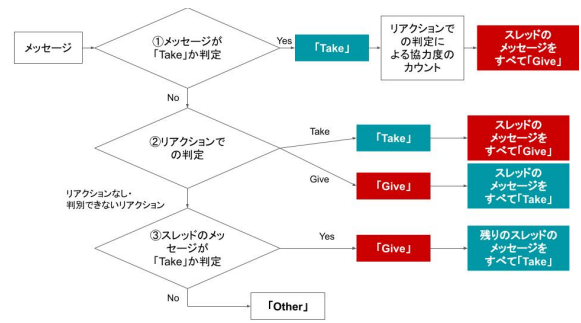 メッセージ
①メッセージが
「Take」か判定
Yes
「Take」
リアクションで
の判定に
よる協力度の
カウント
スレッドの
メッセージを
すべて「Give」
No
②リアクションで
の判定
Take
「Take」
スレッドの
メッセージを
すべて「Give」
Give
「Give」
スレッドの
メッセージを
すべて「Take」
リアクションなし・
判別できないリアクション
③スレッドのメッ
セージが
「Take」か判定
Yes
「Give」
残りのスレッドの
メッセージを
すべて「Take」
No
「Other」